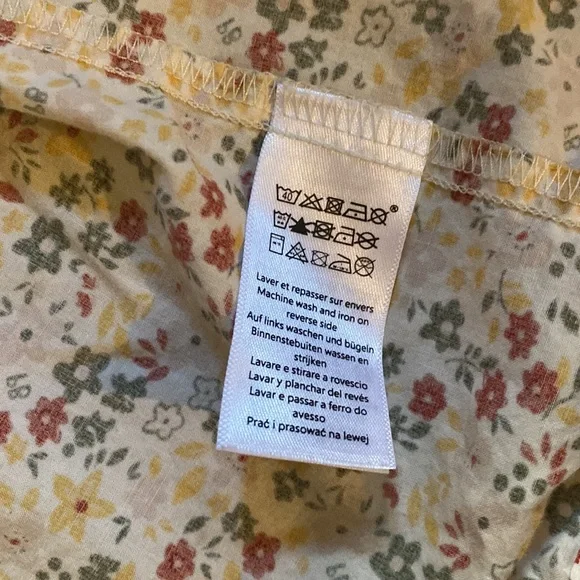 40 ®
Laver et repasser sur envers
Machine wash and iron on
reverse side
Auf links waschen und bügeln
Binnenstebuiten wassen en
strijken
Lavare e stirare a rovescio
Lavar y planchar del revés
Lavar e passar a ferro do
avesso
Prać i prasować na lewej